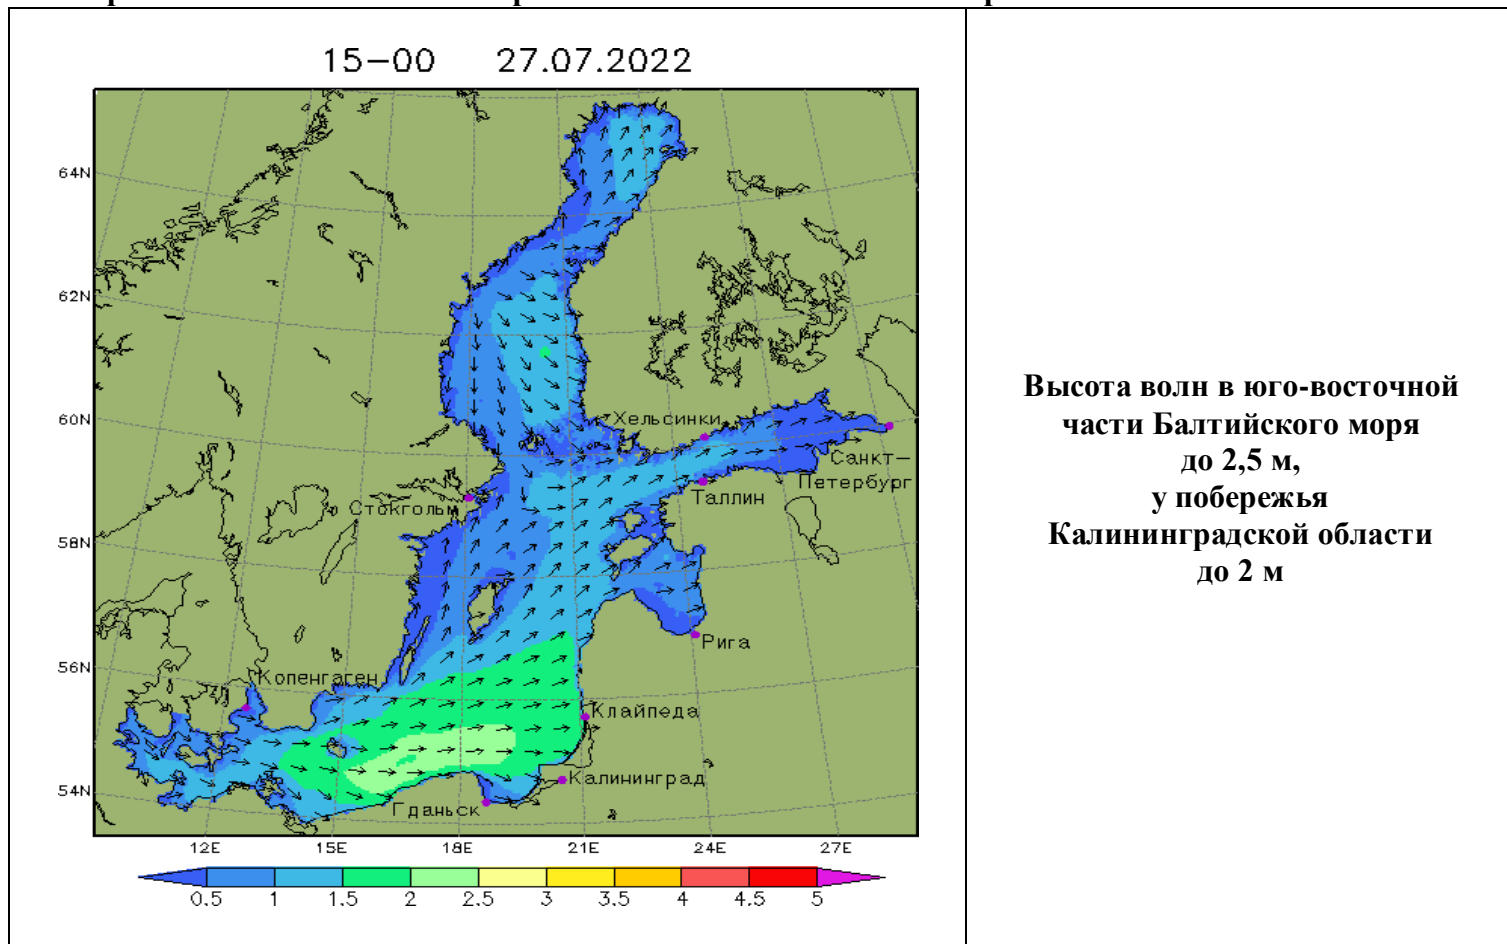 15-00 27.07.2022
64N
62N
60N
58N
56N
54N
Хельсинки
Санкт-
Петербург
Таллин
Стокгольм
Рига
Копенгаген
Клайпеда
Калининград
Гданьск
12E 15E 18E 21E 24E 27E
0.5 1 1.5 2 2.5 3 3.5 4 4.5 5
Высота волн в юго-восточной
части Балтийского моря
до 2,5 м,
у побережья
Калининградской области
до 2 м